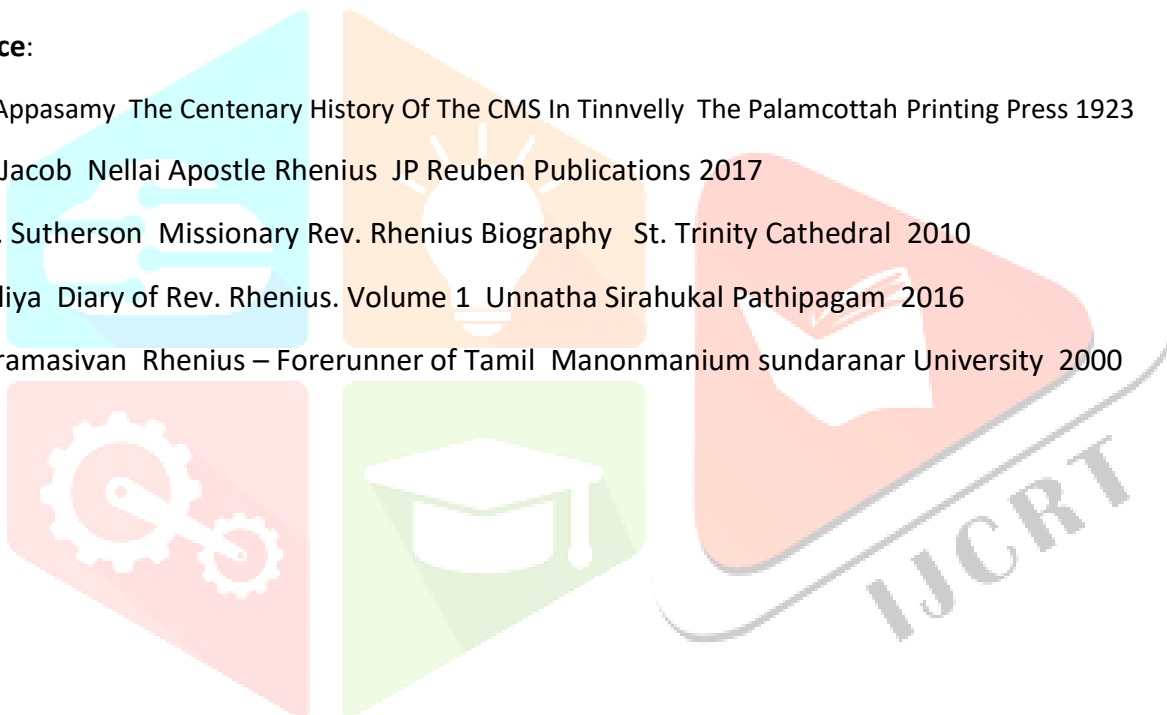 ce:
Appasamy The Centenary History Of The CMS In Tinnvelly The Palamcottah Printing Press 1923
Jacob Nellai Apostle Rhenius JP Reuben Publications 2017
. Sutherson Missionary Rev. Rhenius Biography St. Trinity Cathedral 2010
liya Diary of Rev. Rhenius. Volume 1 Unnatha Sirahukal Pathipagam 2016
ramasivan Rhenius – Forerunner of Tamil Manonmanium sundaranar University 2000
IJCRT